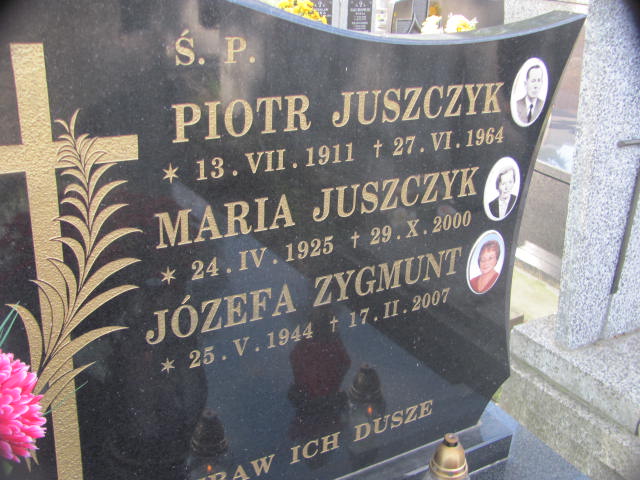 Ś. P.
PIOTR JUSZCZYK
* 13. VII. 1911 † 27. VI. 1964
MARIA JUSZCZYK
* 24. IV. 1925 † 29. X. 2000
JÓZEFA ZYGMUNT
* 25. V. 1944 † 17. II. 2007
ICH DUSZE